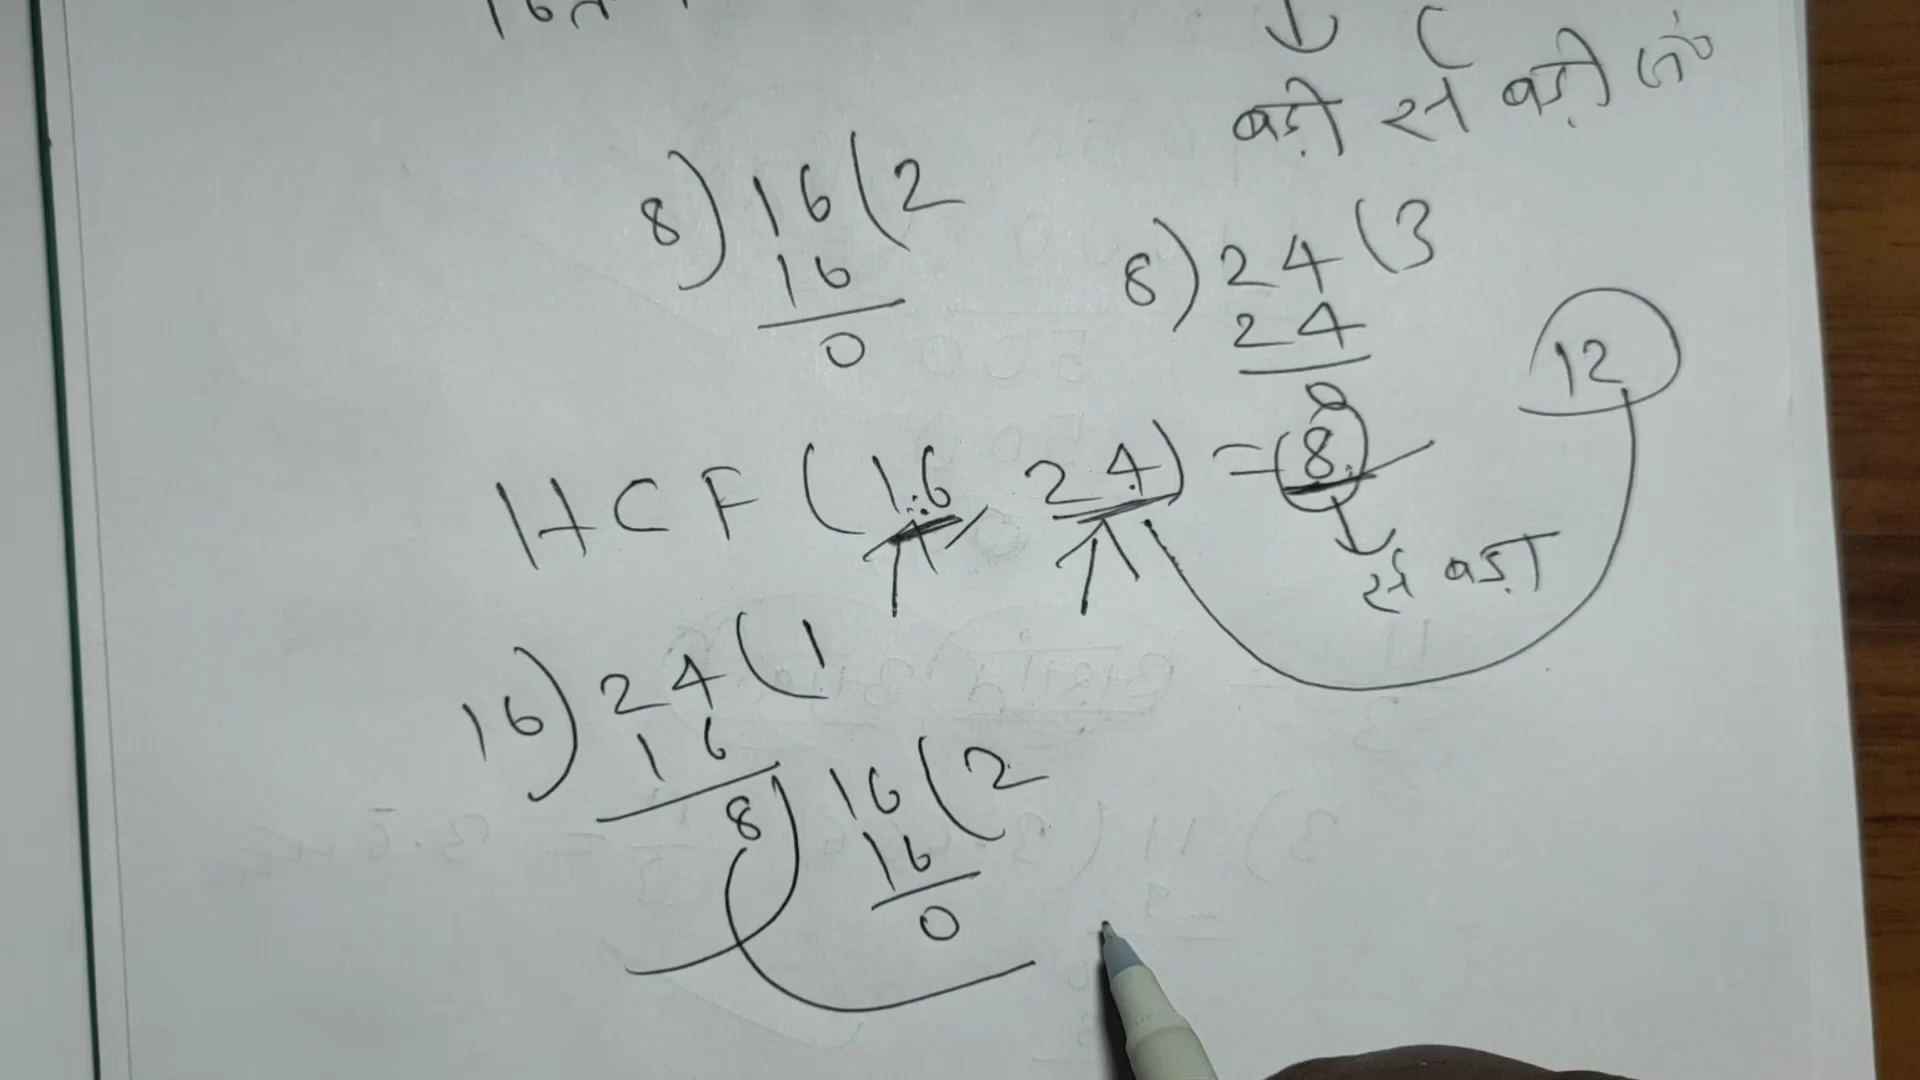 बड़ी से बड़ी सं०
8) 16 (2
16
0
8) 24 (3
24
0
12
HCF (16, 24) = 8
से बड़ा
16) 24 (1
16
8) 16 (2
16
0